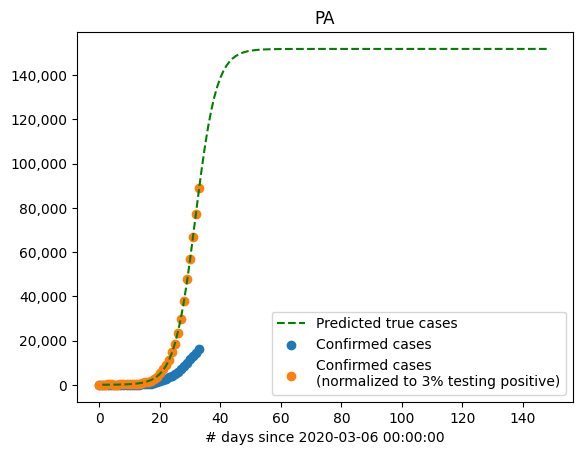 PA
140,000
120,000
100,000
80,000
60,000
40,000
20,000
0
Predicted true cases
Confirmed cases
Confirmed cases
(normalized to 3% testing positive)
0 20 40 60 80 100 120 140
# days since 2020-03-06 00:00:00